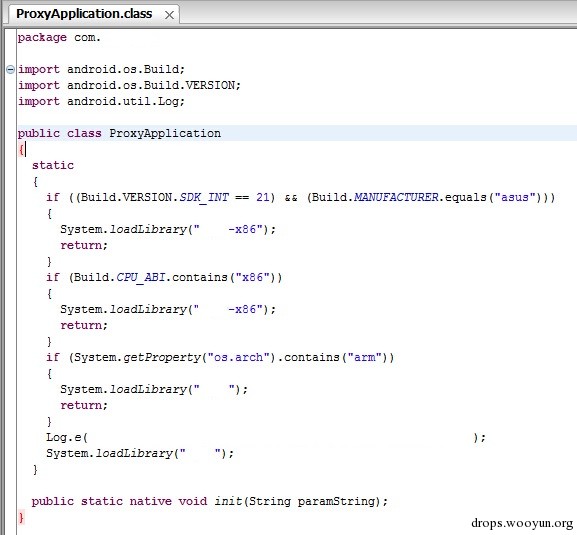 ProxyApplication.class
package com.
import android.os.Build;
import android.os.Build.VERSION;
import android.util.Log;
public class ProxyApplication
{
static
{
if ((Build.VERSION.SDK_INT == 21) && (Build.MANUFACTURER.equals("asus")))
{
System.loadLibrary("    -x86");
return;
}
if (Build.CPU_ABI.contains("x86"))
{
System.loadLibrary("    -x86");
return;
}
if (System.getProperty("os.arch").contains("arm"))
{
System.loadLibrary("    ");
return;
}
Log.e(                                                       );
System.loadLibrary("    ");
}
public static native void init(String paramString);
}
drops.wooyun.org